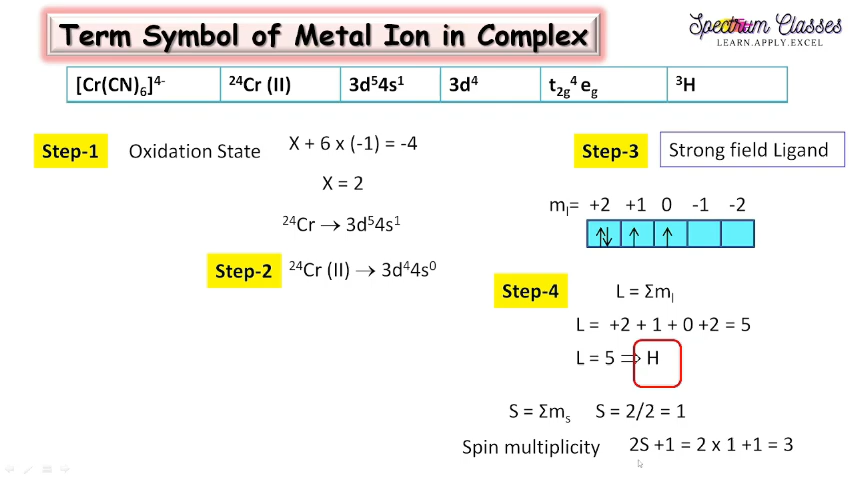 Term Symbol of Metal Ion in Complex
Spectrum Classes
LEARN.APPLY.EXCEL
[Cr(CN)₆]⁴⁻ ²⁴Cr (II) 3d⁵4s¹ 3d⁴ t₂g⁴ eg ³H
Step-1 Oxidation State X + 6 x (-1) = -4
X = 2
²⁴Cr → 3d⁵4s¹
Step-2 ²⁴Cr (II) → 3d⁴4s⁰
Step-3 Strong field Ligand
mₗ= +2 +1 0 -1 -2
Step-4 L = Σmₗ
L = +2 + 1 + 0 +2 = 5
L = 5 ⇒ H
S = Σmₛ S = 2/2 = 1
Spin multiplicity 2S +1 = 2 x 1 +1 = 3